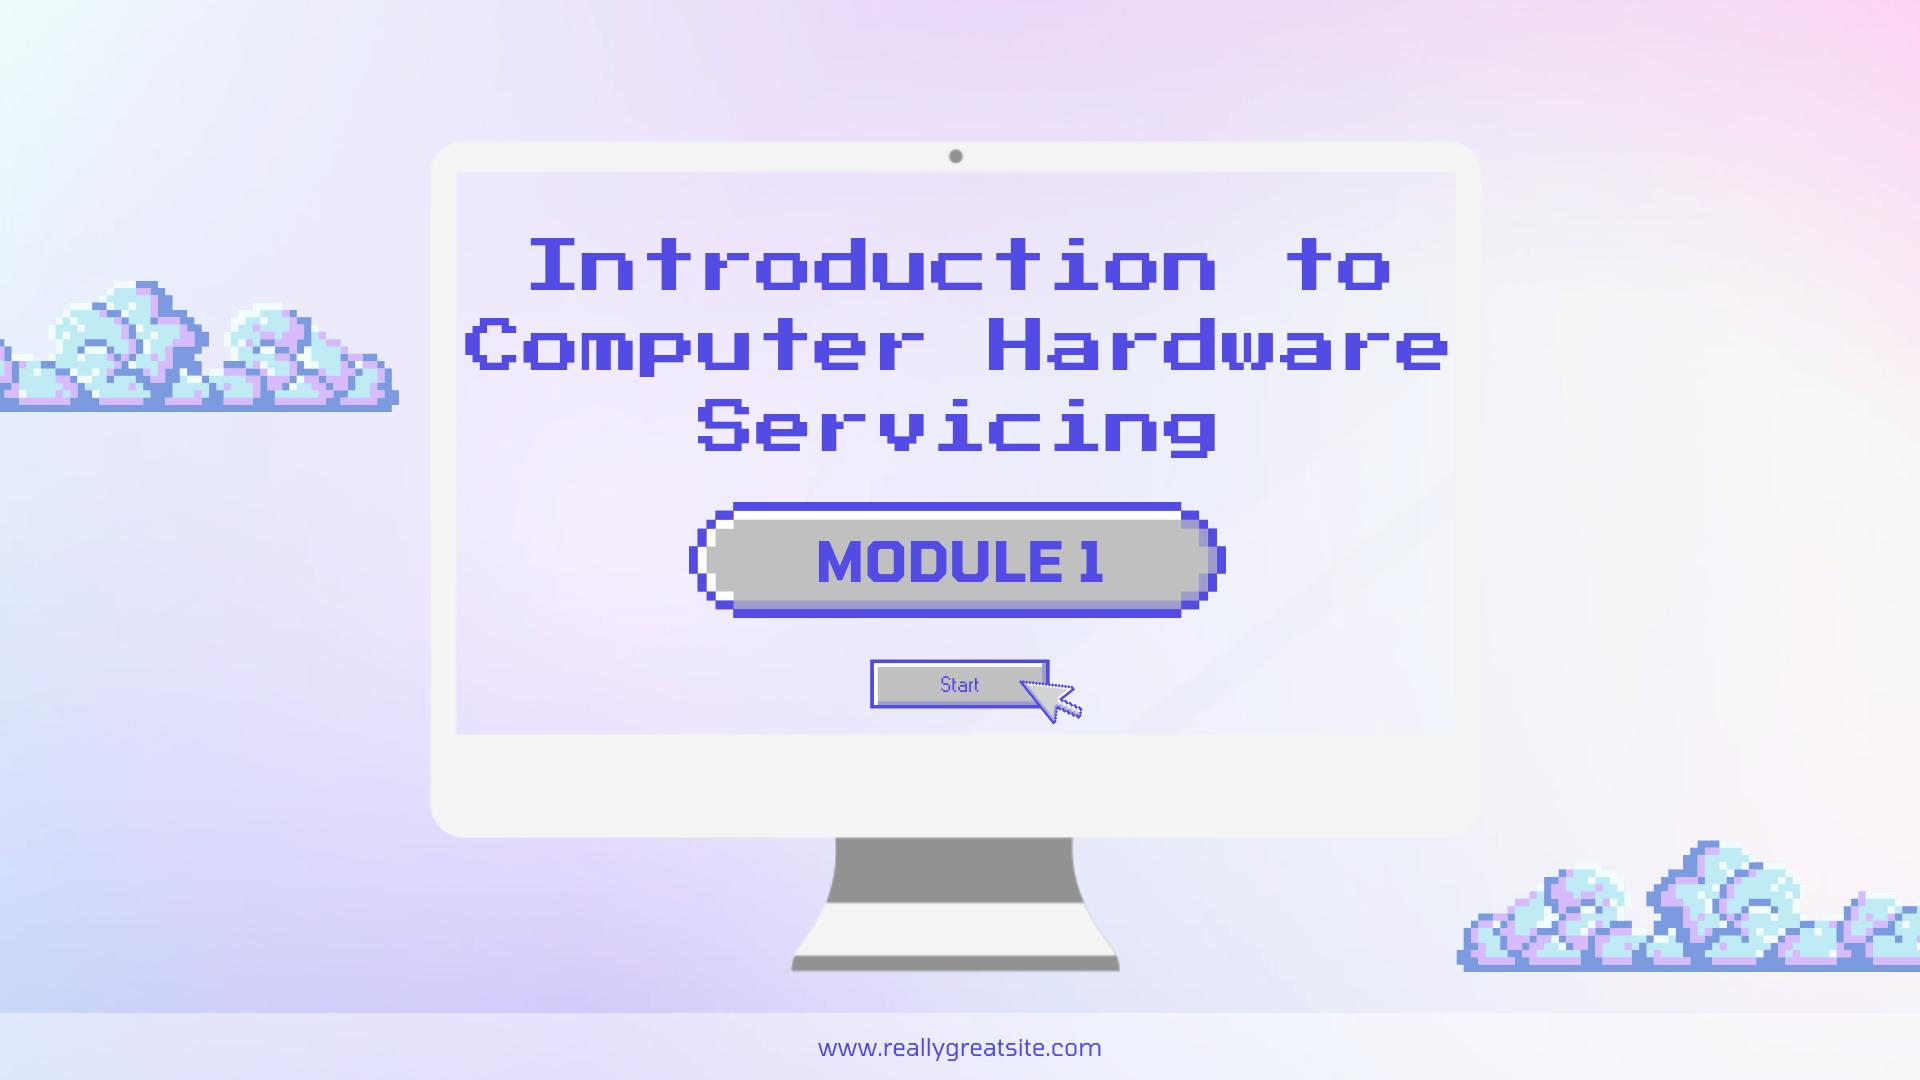 Introduction to
Computer Hardware
Servicing
MODULE 1
Start
www.reallygreatsite.com